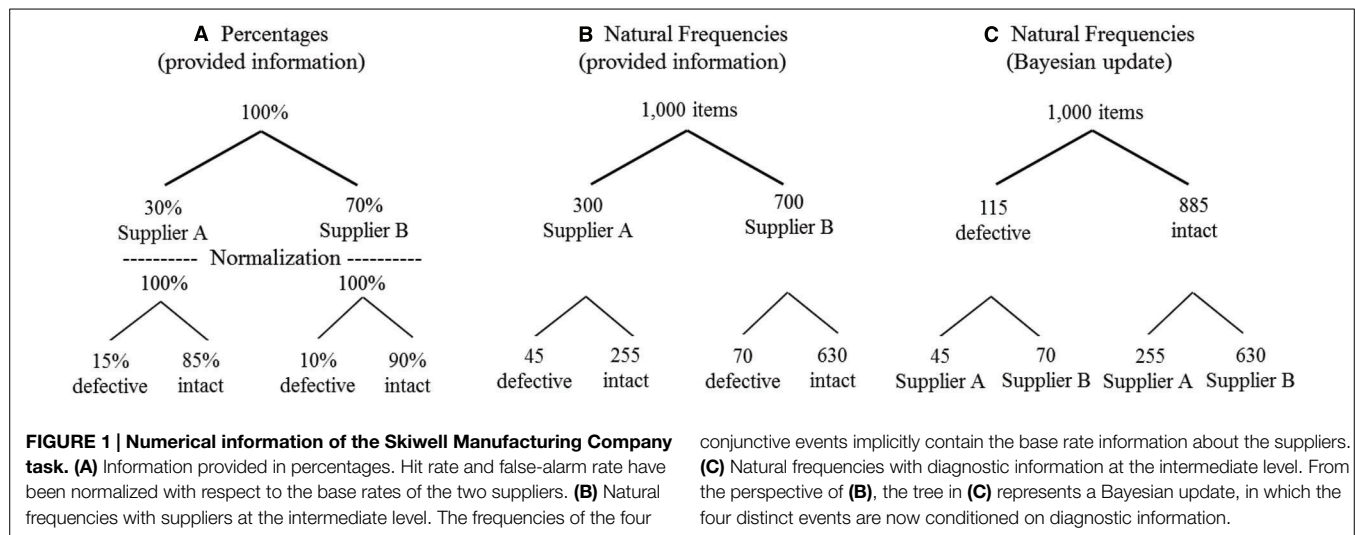 A Percentages
(provided information)
100%
30%
Supplier A
70%
Supplier B
---------- Normalization ----------
100%
100%
15%
defective
85%
intact
10%
defective
90%
intact
B Natural Frequencies
(provided information)
1,000 items
300
Supplier A
700
Supplier B
45
defective
255
intact
70
defective
630
intact
C Natural Frequencies
(Bayesian update)
1,000 items
115
defective
885
intact
45
Supplier A
70
Supplier B
255
Supplier A
630
Supplier B
FIGURE 1 | Numerical information of the Skiwell Manufacturing Company
task. (A) Information provided in percentages. Hit rate and false-alarm rate have
been normalized with respect to the base rates of the two suppliers. (B) Natural
frequencies with suppliers at the intermediate level. The frequencies of the four
conjunctive events implicitly contain the base rate information about the suppliers.
(C) Natural frequencies with diagnostic information at the intermediate level. From
the perspective of (B), the tree in (C) represents a Bayesian update, in which the
four distinct events are now conditioned on diagnostic information.